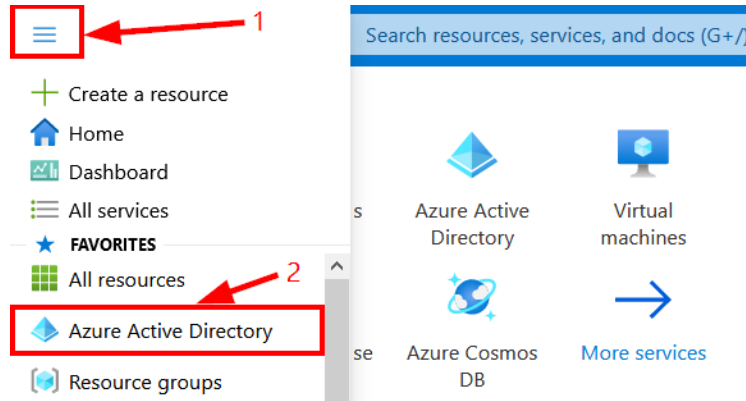 1
Search resources, services, and docs (G+/)
Create a resource
Home
Dashboard
All services
FAVORITES
All resources
2
Azure Active Directory
Resource groups
s
Azure Active
Directory
Virtual
machines
se
Azure Cosmos
DB
More services